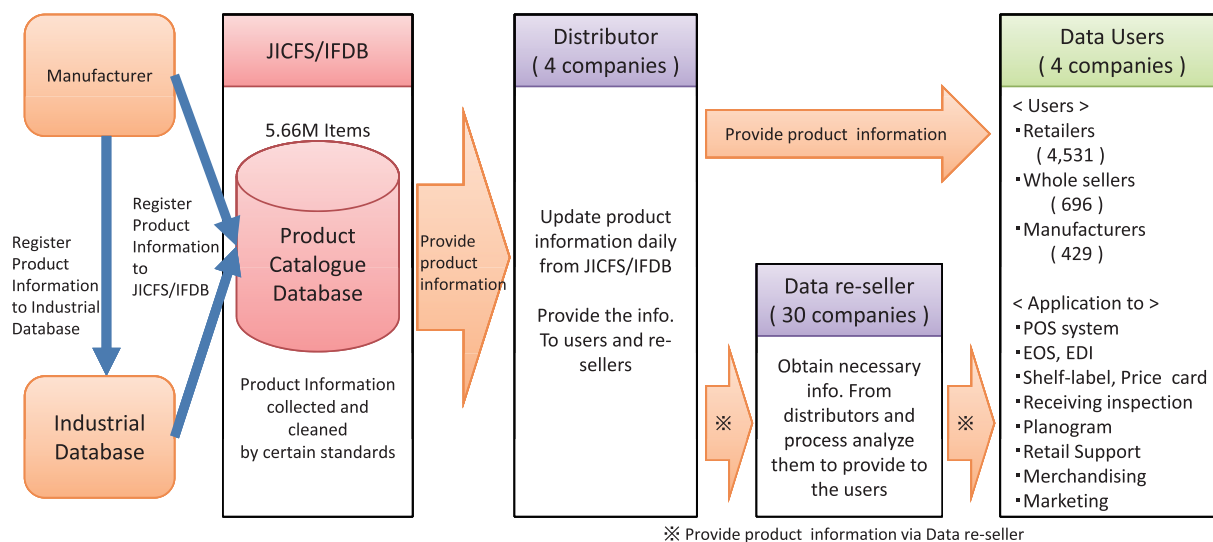 Manufacturer
Register
Product
Information
to Industrial
Database
Register
Product
Information
to
JICFS/IFDB
Industrial
Database
JICFS/IFDB
5.66M Items
Product
Catalogue
Database
Product Information
collected and
cleaned
by certain standards
Provide
product
information
Distributor
( 4 companies )
Update product
information daily
from JICFS/IFDB
Provide the info.
To users and re-
sellers
Provide product information
※
Data re-seller
( 30 companies )
Obtain necessary
info. From
distributors and
process analyze
them to provide to
the users
※
Data Users
( 4 companies )
< Users >
・Retailers
( 4,531 )
・Whole sellers
( 696 )
・Manufacturers
( 429 )
< Application to >
・POS system
・EOS, EDI
・Shelf-label, Price card
・Receiving inspection
・Planogram
・Retail Support
・Merchandising
・Marketing
※ Provide product information via Data re-seller